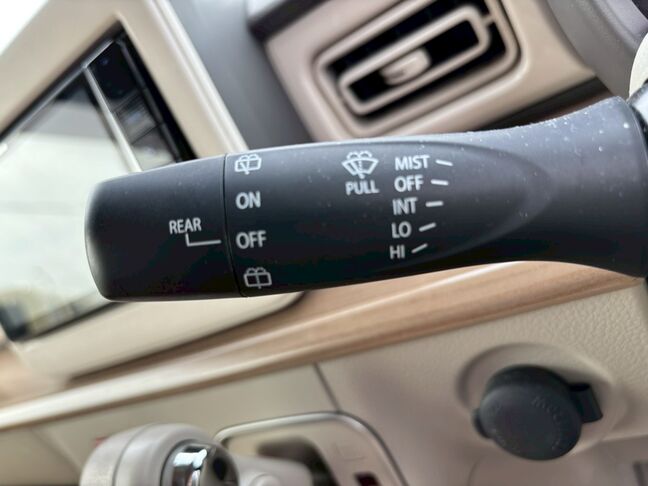 REAR
ON
OFF
PULL
MIST
OFF
INT
LO
HI